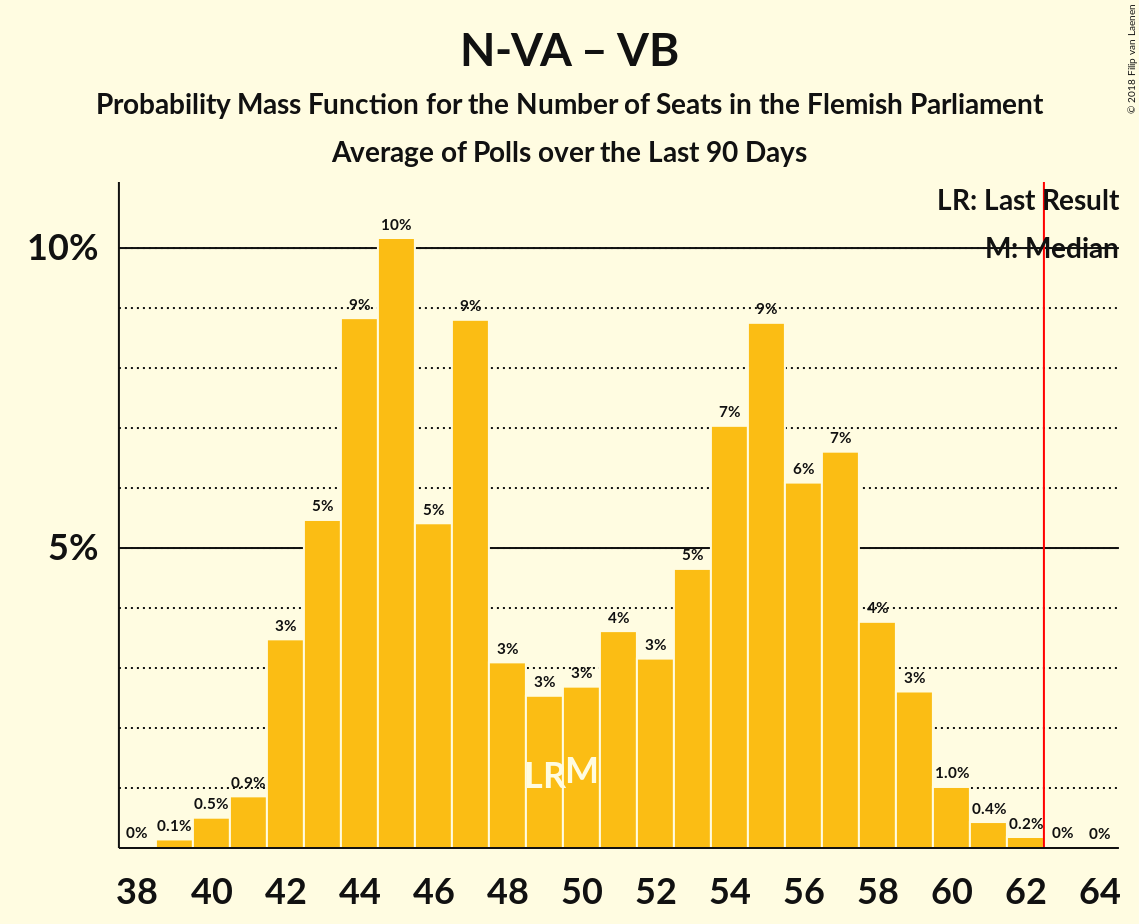 N-VA – VB
Probability Mass Function for the Number of Seats in the Flemish Parliament
Average of Polls over the Last 90 Days
© 2018 Filip van Laenen
LR: Last Result
M: Median
10%
5%
0% 0.1% 0.5% 0.9% 3% 5% 9% 10% 5% 9% 3% 3% 3% 4% 3% 5% 7% 9% 6% 7% 4% 3% 1.0% 0.4% 0.2% 0% 0%
LR M
38 40 42 44 46 48 50 52 54 56 58 60 62 64